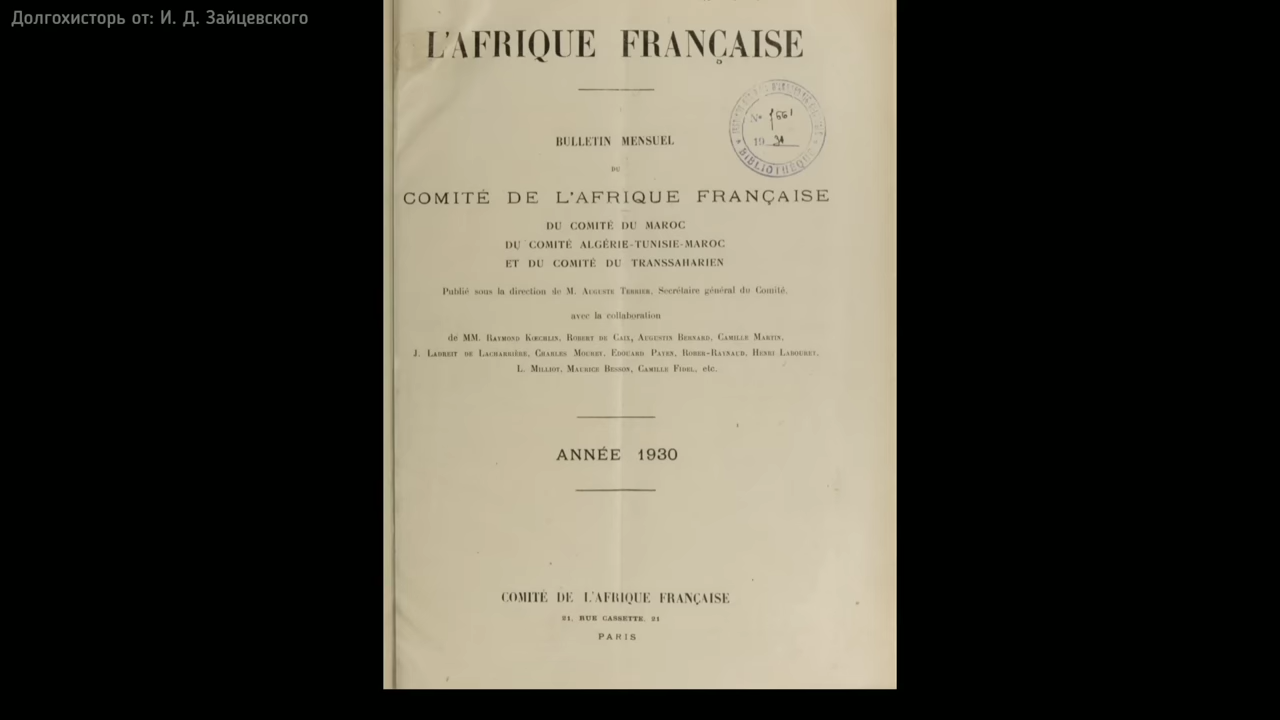 Долгохисторь от: И. Д. Зайцевского
L'AFRIQUE FRANÇAISE
BULLETIN MENSUEL
DU
COMITÉ DE L'AFRIQUE FRANÇAISE
DU COMITÉ DU MAROC
DU COMITÉ ALGÉRIE-TUNISIE-MAROC
ET DU COMITÉ DU TRANSSAHARIEN
Publié sous la direction de M. AUGUSTE TERRIER, Secrétaire général du Comité,
avec la collaboration
de MM. RAYMOND KŒCHLIN, ROBERT DE CAIX, AUGUSTIN BERNARD, CAMILLE MARTIN,
J. LADREIT DE LACHARRIÈRE, CHARLES MOUREY, EDOUARD PAYEN, ROBER-RAYNAUD, HENRI LABOURET,
L. MILLIOT, MAURICE BESSON, CAMILLE FIDEL, etc.
Nº
19
BIBLIOTHÈQUE
ANNÉE 1930
COMITÉ DE L'AFRIQUE FRANÇAISE
21, RUE CASSETTE, 21
PARIS